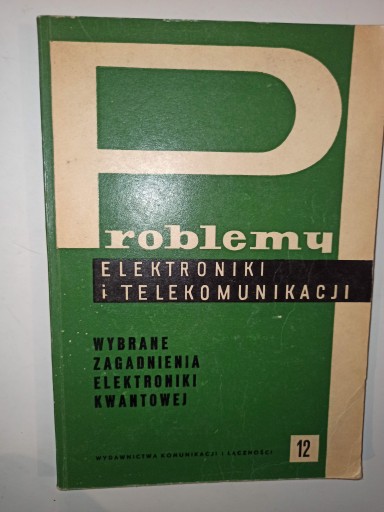 Problemy
ELEKTRONIKI
i TELEKOMUNIKACJI
WYBRANE
ZAGADNIENIA
ELEKTRONIKI
KWANTOWEJ
WYDAWNICTWA KOMUNIKACJI I ŁĄCZNOŚCI
12